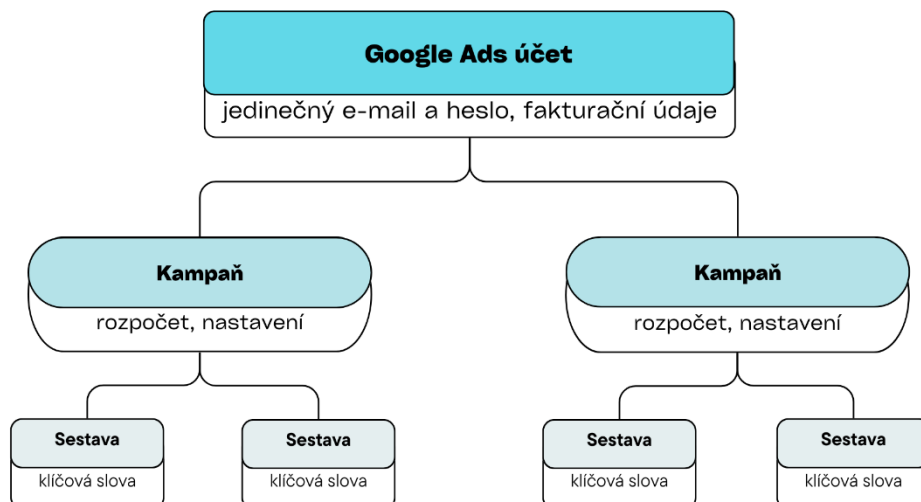 Google Ads účet
jedinečný e-mail a heslo, fakturační údaje
Kampaň
rozpočet, nastavení
Kampaň
rozpočet, nastavení
Sestava
klíčová slova
Sestava
klíčová slova
Sestava
klíčová slova
Sestava
klíčová slova